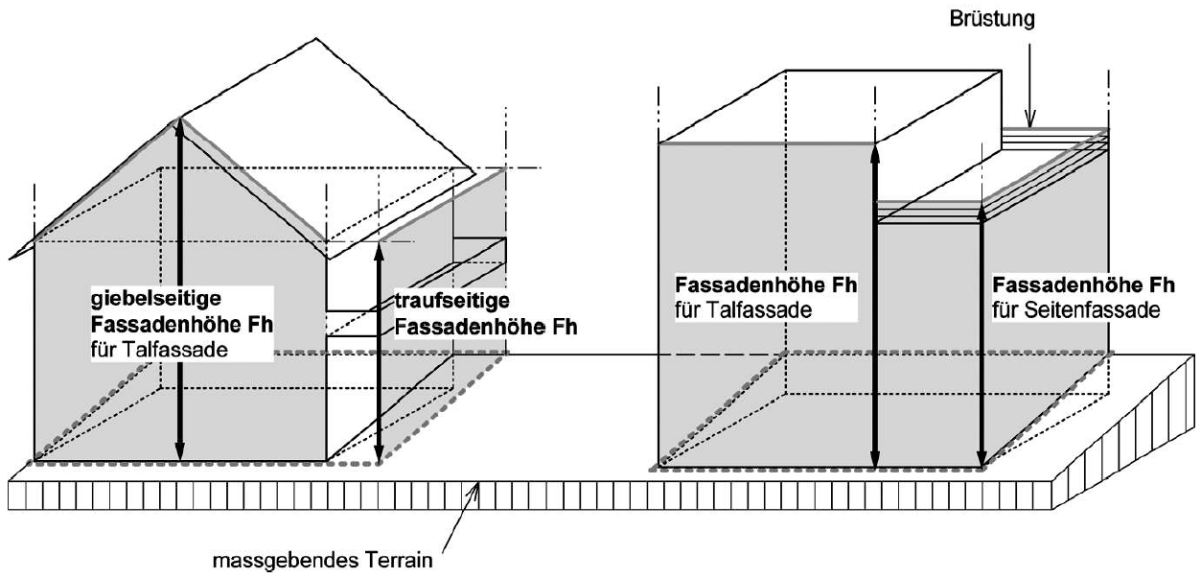 Brüstung
giebelseitige
Fassadenhöhe Fh
für Talfassade
traufseitige
Fassadenhöhe Fh
Fassadenhöhe Fh
für Talfassade
Fassadenhöhe Fh
für Seitenfassade
massgebendes Terrain